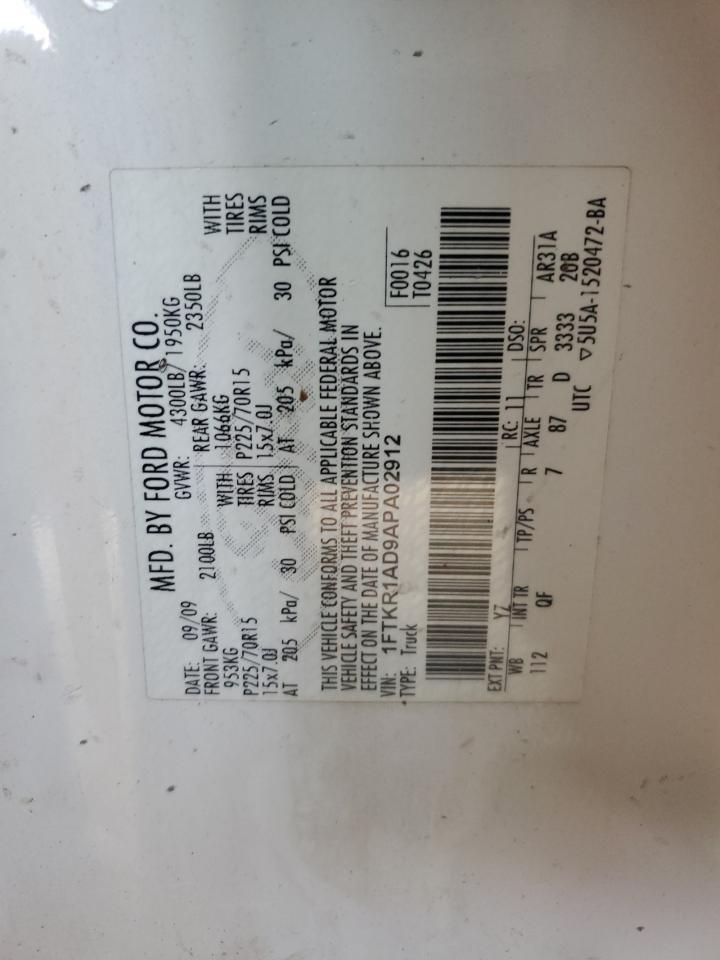 MFD. BY FORD MOTOR CO.
DATE: 09/09 GVWR: 4300LB/ 1950KG
FRONT GAWR: 2100LB REAR GAWR: 2350LB
953KG WITH 1066KG WITH
P225/70R15 TIRES P225/70R15 TIRES
15x7.0J RIMS 15x7.0J RIMS
AT 205 kPa/ 30 PSI COLD AT 205 kPa/ 30 PSI COLD
THIS VEHICLE CONFORMS TO ALL APPLICABLE FEDERAL MOTOR
VEHICLE SAFETY AND THEFT PREVENTION STANDARDS IN
EFFECT ON THE DATE OF MANUFACTURE SHOWN ABOVE.
VIN: 1FTKR1AD9APA02912 F0016
TYPE: Truck T0426
EXT PNT: YZ RC: 11 DSO:
WB INT TR TP/PS R AXLE TR SPR AR31A
112 QF 7 87 D 3333 20B
UTC ▽5U5A-1520472-BA